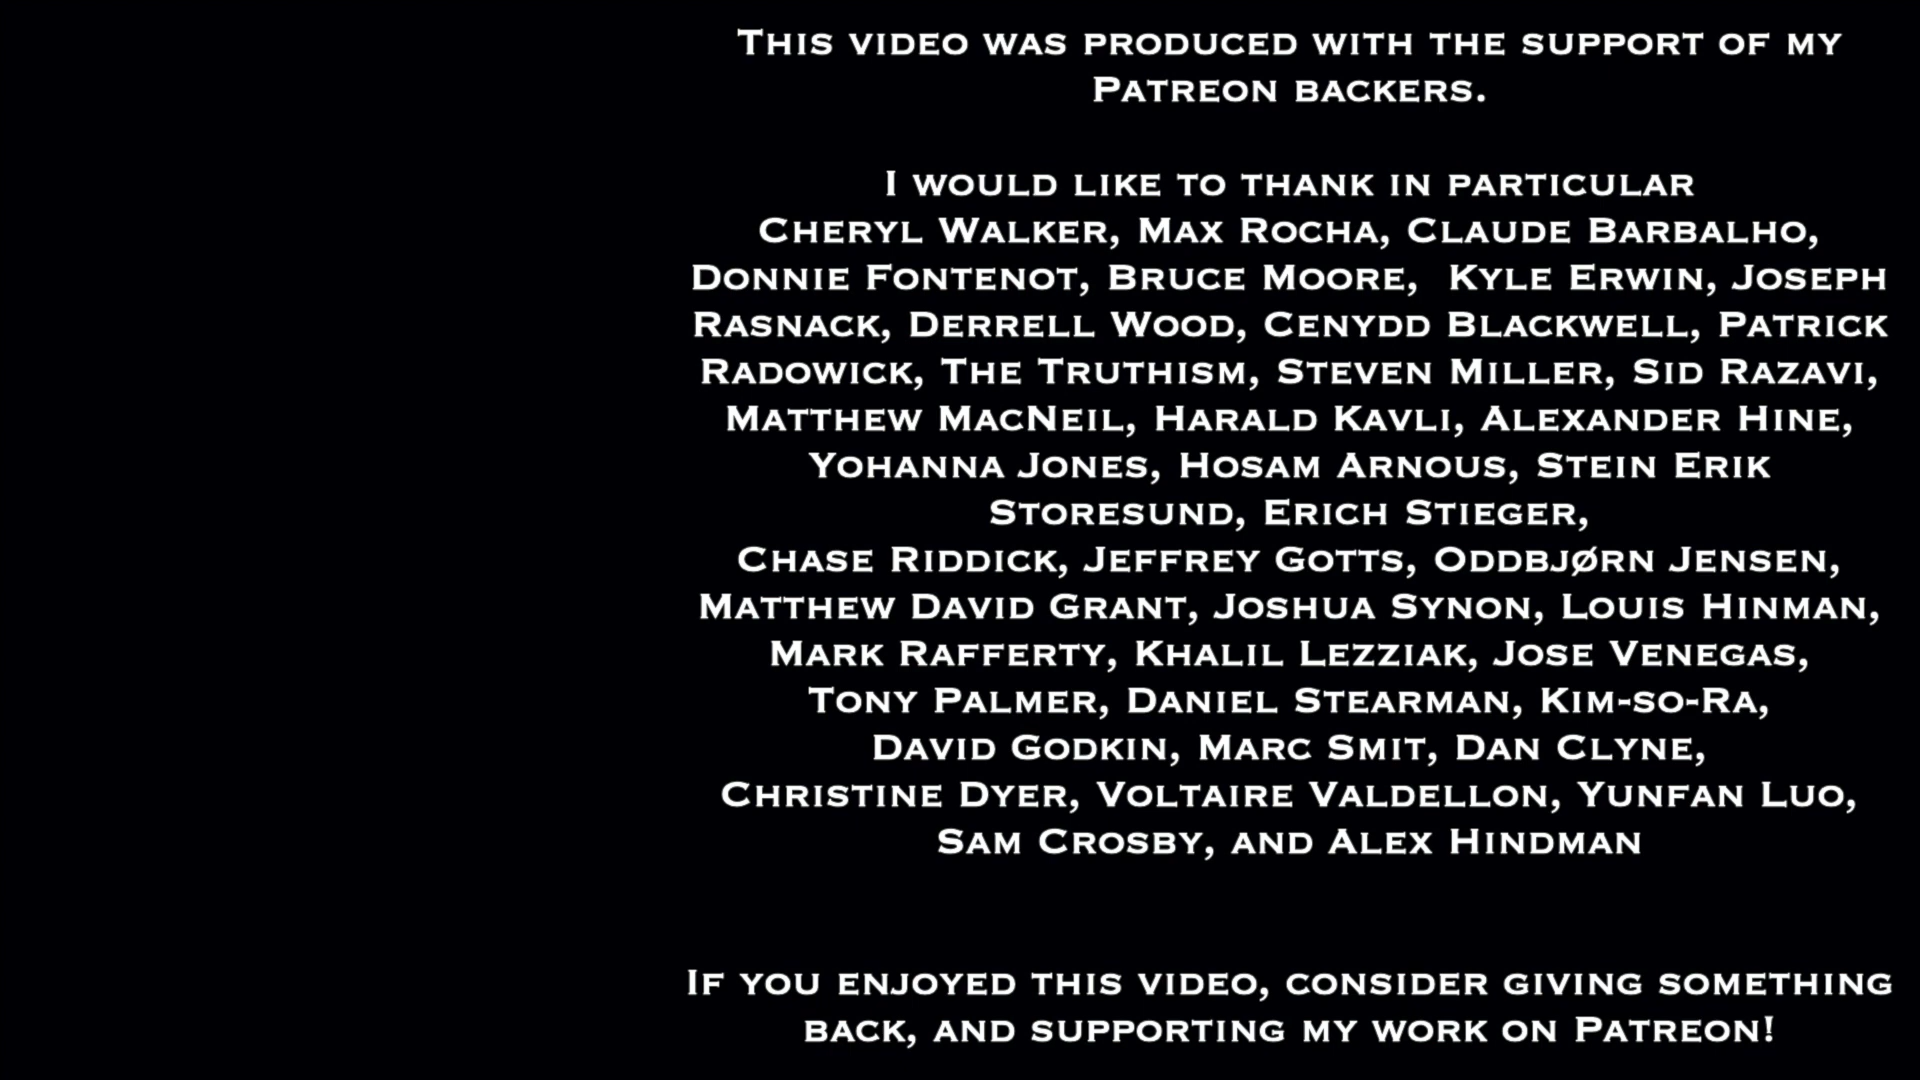 This video was produced with the support of my
Patreon backers.
I would like to thank in particular
Cheryl Walker, Max Rocha, Claude Barbalho,
Donnie Fontenot, Bruce Moore,  Kyle Erwin, Joseph
Rasnack, Derrell Wood, Cenydd Blackwell, Patrick
Radowick, The Truthism, Steven Miller, Sid Razavi,
Matthew MacNeil, Harald Kavli, Alexander Hine,
Yohanna Jones, Hosam Arnous, Stein Erik
Storesund, Erich Stieger,
Chase Riddick, Jeffrey Gotts, Oddbjørn Jensen,
Matthew David Grant, Joshua Synon, Louis Hinman,
Mark Rafferty, Khalil Lezziak, Jose Venegas,
Tony Palmer, Daniel Stearman, Kim-so-Ra,
David Godkin, Marc Smit, Dan Clyne,
Christine Dyer, Voltaire Valdellon, Yunfan Luo,
Sam Crosby, and Alex Hindman
If you enjoyed this video, consider giving something
back, and supporting my work on Patreon!